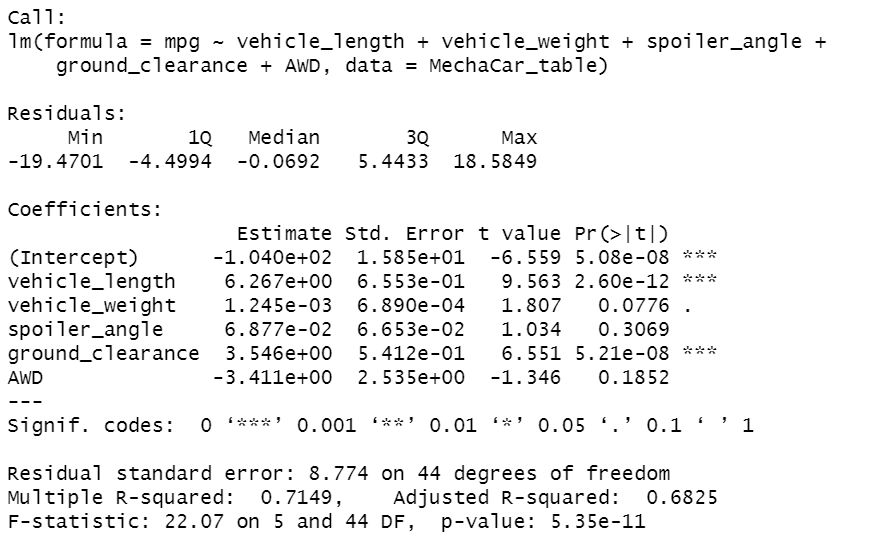 Call:
lm(formula = mpg ~ vehicle_length + vehicle_weight + spoiler_angle +
    ground_clearance + AWD, data = MechaCar_table)

Residuals:
     Min       1Q   Median       3Q      Max
-19.4701  -4.4994  -0.0692   5.4433  18.5849

Coefficients:
                   Estimate Std. Error t value Pr(>|t|)
(Intercept)      -1.040e+02  1.585e+01  -6.559 5.08e-08 ***
vehicle_length    6.267e+00  6.553e-01   9.563 2.60e-12 ***
vehicle_weight    1.245e-03  6.890e-04   1.807   0.0776 .
spoiler_angle     6.877e-02  6.653e-02   1.034   0.3069
ground_clearance  3.546e+00  5.412e-01   6.551 5.21e-08 ***
AWD              -3.411e+00  2.535e+00  -1.346   0.1852
---
Signif. codes:  0 ‘***’ 0.001 ‘**’ 0.01 ‘*’ 0.05 ‘.’ 0.1 ‘ ’ 1

Residual standard error: 8.774 on 44 degrees of freedom
Multiple R-squared:  0.7149,    Adjusted R-squared:  0.6825
F-statistic: 22.07 on 5 and 44 DF,  p-value: 5.35e-11